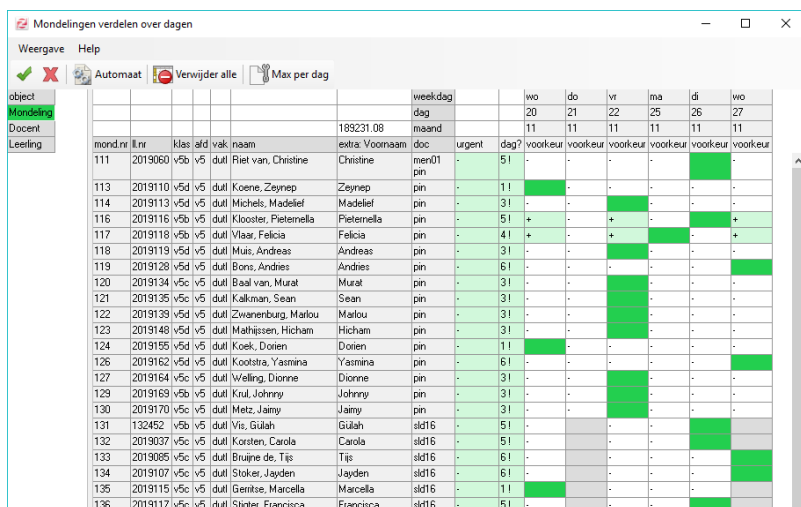 Mondelingen verdelen over dagen
Weergave Help
Automaat Verwijder alle Max per dag
object weekdag wo do vr ma di wo
Mondeling dag 20 21 22 25 26 27
Docent 189231.08 maand 11 11 11 11 11 11
Leerling mond.nr ll.nr klas afd vak naam extra: Voornaam doc urgent dag? voorkeur voorkeur voorkeur voorkeur voorkeur voorkeur
111 2019060 v5b v5 dutl Riet van, Christine Christine men01 - 5 ! - - - - -
pin
113 2019110 v5d v5 dutl Koene, Zeynep Zeynep pin - 1 ! - - - - -
114 2019113 v5d v5 dutl Michels, Madelief Madelief pin - 3 ! - - - - -
116 2019116 v5b v5 dutl Klooster, Pieternella Pieternella pin - 5 ! + - + - +
117 2019118 v5b v5 dutl Vlaar, Felicia Felicia pin - 4 ! + - + - +
118 2019119 v5d v5 dutl Muis, Andreas Andreas pin - 3 ! - - - - -
119 2019128 v5d v5 dutl Bons, Andries Andries pin - 6 ! - - - - -
120 2019134 v5c v5 dutl Baal van, Murat Murat pin - 3 ! - - - - -
121 2019135 v5c v5 dutl Kalkman, Sean Sean pin - 3 ! - - - - -
122 2019139 v5d v5 dutl Zwanenburg, Marlou Marlou pin - 3 ! - - - - -
123 2019148 v5d v5 dutl Mathijssen, Hicham Hicham pin - 3 ! - - - - -
124 2019155 v5d v5 dutl Koek, Dorien Dorien pin - 1 ! - - - - -
126 2019162 v5d v5 dutl Kootstra, Yasmina Yasmina pin - 6 ! - - - - -
127 2019164 v5c v5 dutl Welling, Dionne Dionne pin - 3 ! - - - - -
129 2019169 v5b v5 dutl Krul, Johnny Johnny pin - 3 ! - - - - -
130 2019170 v5c v5 dutl Metz, Jaimy Jaimy pin - 3 ! - - - - -
131 132452 v5b v5 dutl Vis, Gülah Gülah sld16 - 5 ! - - -
132 2019037 v5c v5 dutl Korsten, Carola Carola sld16 - 5 ! - - -
133 2019085 v5c v5 dutl Bruijne de, Tijs Tijs sld16 - 6 ! - - - -
134 2019107 v5c v5 dutl Stoker, Jayden Jayden sld16 - 6 ! - - - -
135 2019115 v5c v5 dutl Gerritse, Marcella Marcella sld16 - 1 ! - - -
136 2019117 v5c v5 dutl Stigter, Francisca Francisca sld16 - 5 ! - - -